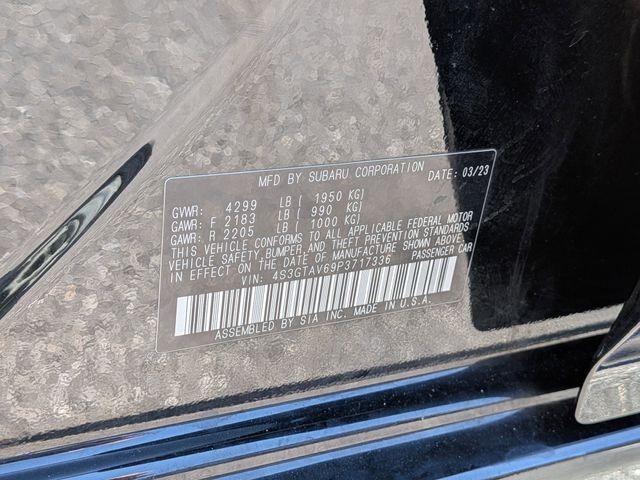 MFD BY SUBARU CORPORATION DATE: 03/23
GVWR: 4299 LB ( 1950 KG)
GAWR: F 2183 LB ( 990 KG)
GAWR: R 2205 LB ( 1000 KG)
THIS VEHICLE CONFORMS TO ALL APPLICABLE FEDERAL MOTOR
VEHICLE SAFETY, BUMPER, AND THEFT PREVENTION STANDARDS
IN EFFECT ON DATE OF MANUFACTURE SHOWN ABOVE.
VIN: 4S3GTAV69P3717336 PASSENGER CAR
ASSEMBLED BY SIA INC. MADE IN U.S.A.